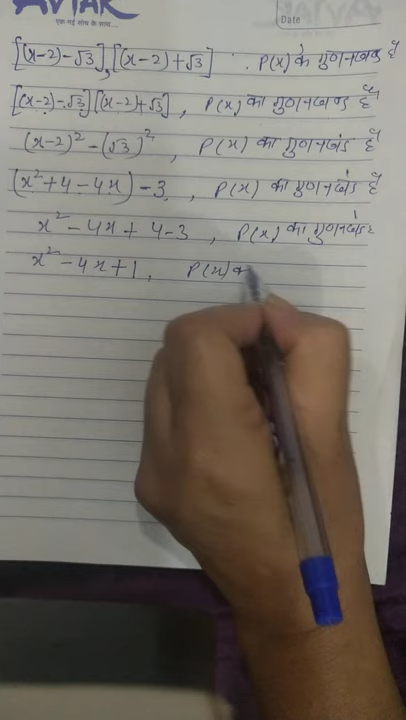 AVTAR
एक नई सोच के साथ....
Date
[(x-2)-√3],[(x-2)+√3] . P(x) के गुणनखण्ड हैं
[(x-2)-√3][(x-2)+√3], P(x) का गुणनखण्ड है
(x-2)² - (√3)², P(x) का गुणनखंड है
(x²+4-4x)-3, P(x) का गुणनखंड है
x²-4x+4-3, P(x) का गुणनखंड है
x²-4x+1, P(x)